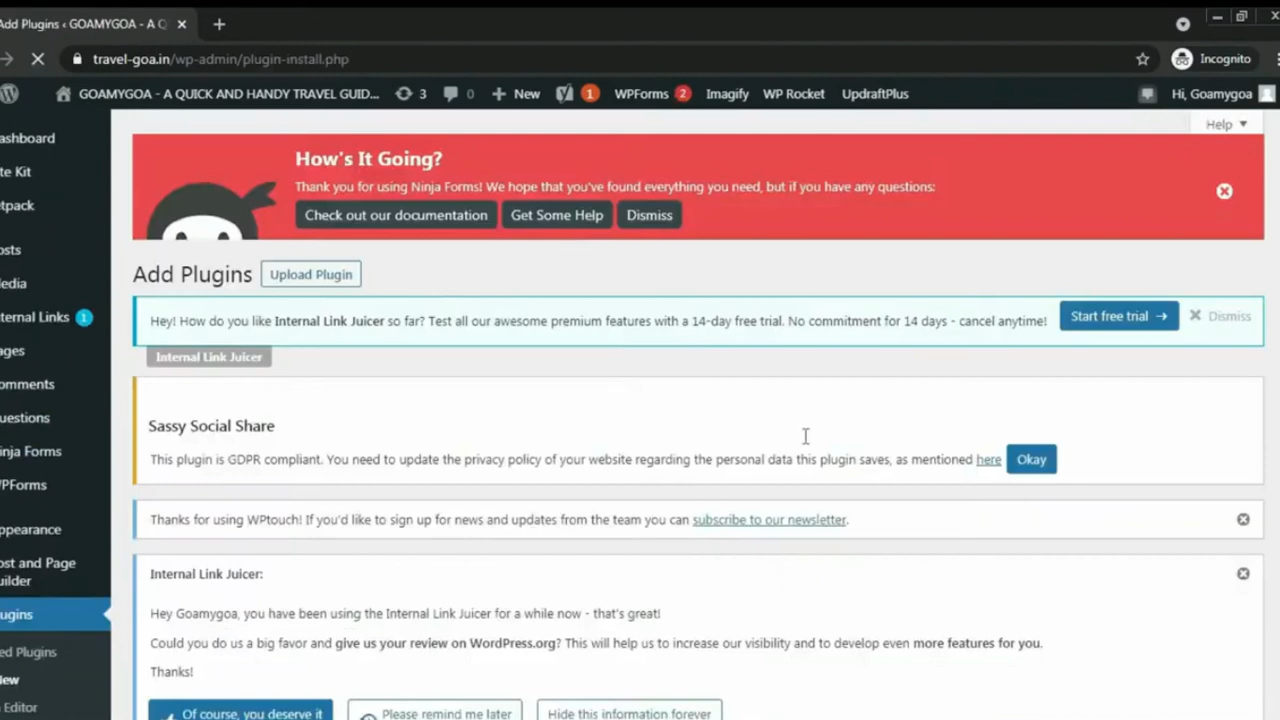 Add Plugins ‹ GOAMYGOA - A Q
travel-goa.in/wp-admin/plugin-install.php
Incognito
GOAMYGOA - A QUICK AND HANDY TRAVEL GUID...
3
0
New
1
WPForms 2
Imagify
WP Rocket
UpdraftPlus
Hi, Goamygoa
Help
ashboard
te Kit
etpack
osts
edia
ternal Links 1
ages
omments
uestions
inja Forms
VPForms
ppearance
ost and Page
uilder
ugins
ed Plugins
ew
e Editor
How's It Going?
Thank you for using Ninja Forms! We hope that you've found everything you need, but if you have any questions:
Check out our documentation
Get Some Help
Dismiss
Add Plugins
Upload Plugin
Hey! How do you like Internal Link Juicer so far? Test all our awesome premium features with a 14-day free trial. No commitment for 14 days - cancel anytime!
Start free trial →
Dismiss
Internal Link Juicer
Sassy Social Share
This plugin is GDPR compliant. You need to update the privacy policy of your website regarding the personal data this plugin saves, as mentioned here
Okay
Thanks for using WPtouch! If you'd like to sign up for news and updates from the team you can subscribe to our newsletter.
Internal Link Juicer:
Hey Goamygoa, you have been using the Internal Link Juicer for a while now - that's great!
Could you do us a big favor and give us your review on WordPress.org? This will help us to increase our visibility and to develop even more features for you.
Thanks!
Of course, you deserve it
Please remind me later
Hide this information forever